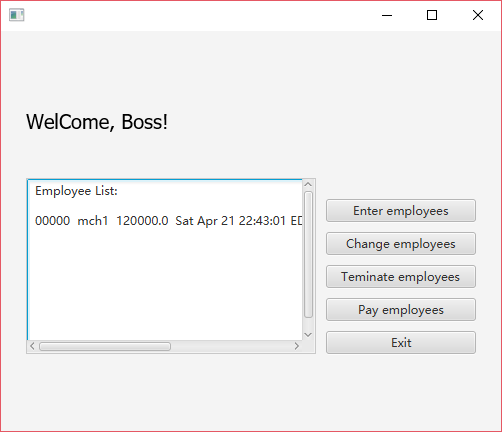 WelCome, Boss!
Employee List:
00000 mch1 120000.0 Sat Apr 21 22:43:01 ED
Enter employees
Change employees
Teminate employees
Pay employees
Exit